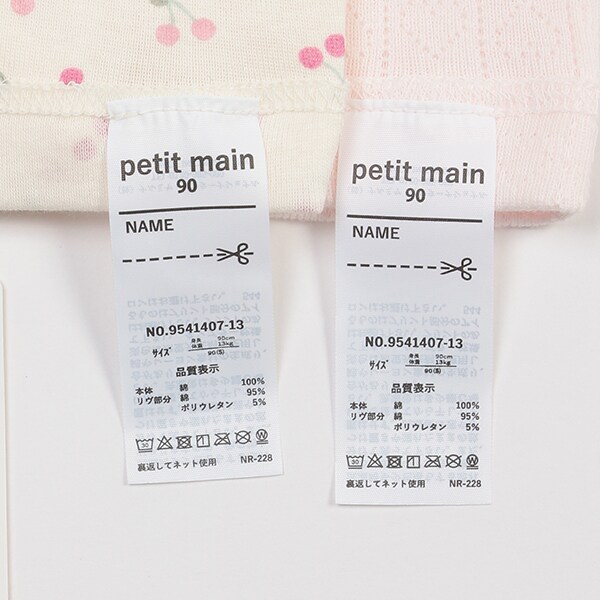 petit main
90
NAME
NO.9541407-13
サイズ 身長 90cm
体重 13kg
90(S)
品質表示
本体 綿 100%
リヴ部分 綿 95%
ポリウレタン 5%
30
裏返してネット使用 NR-228
petit main
90
NAME
NO.9541407-13
サイズ 身長 90cm
体重 13kg
90(S)
品質表示
本体 綿 100%
リヴ部分 綿 95%
ポリウレタン 5%
30
裏返してネット使用 NR-228